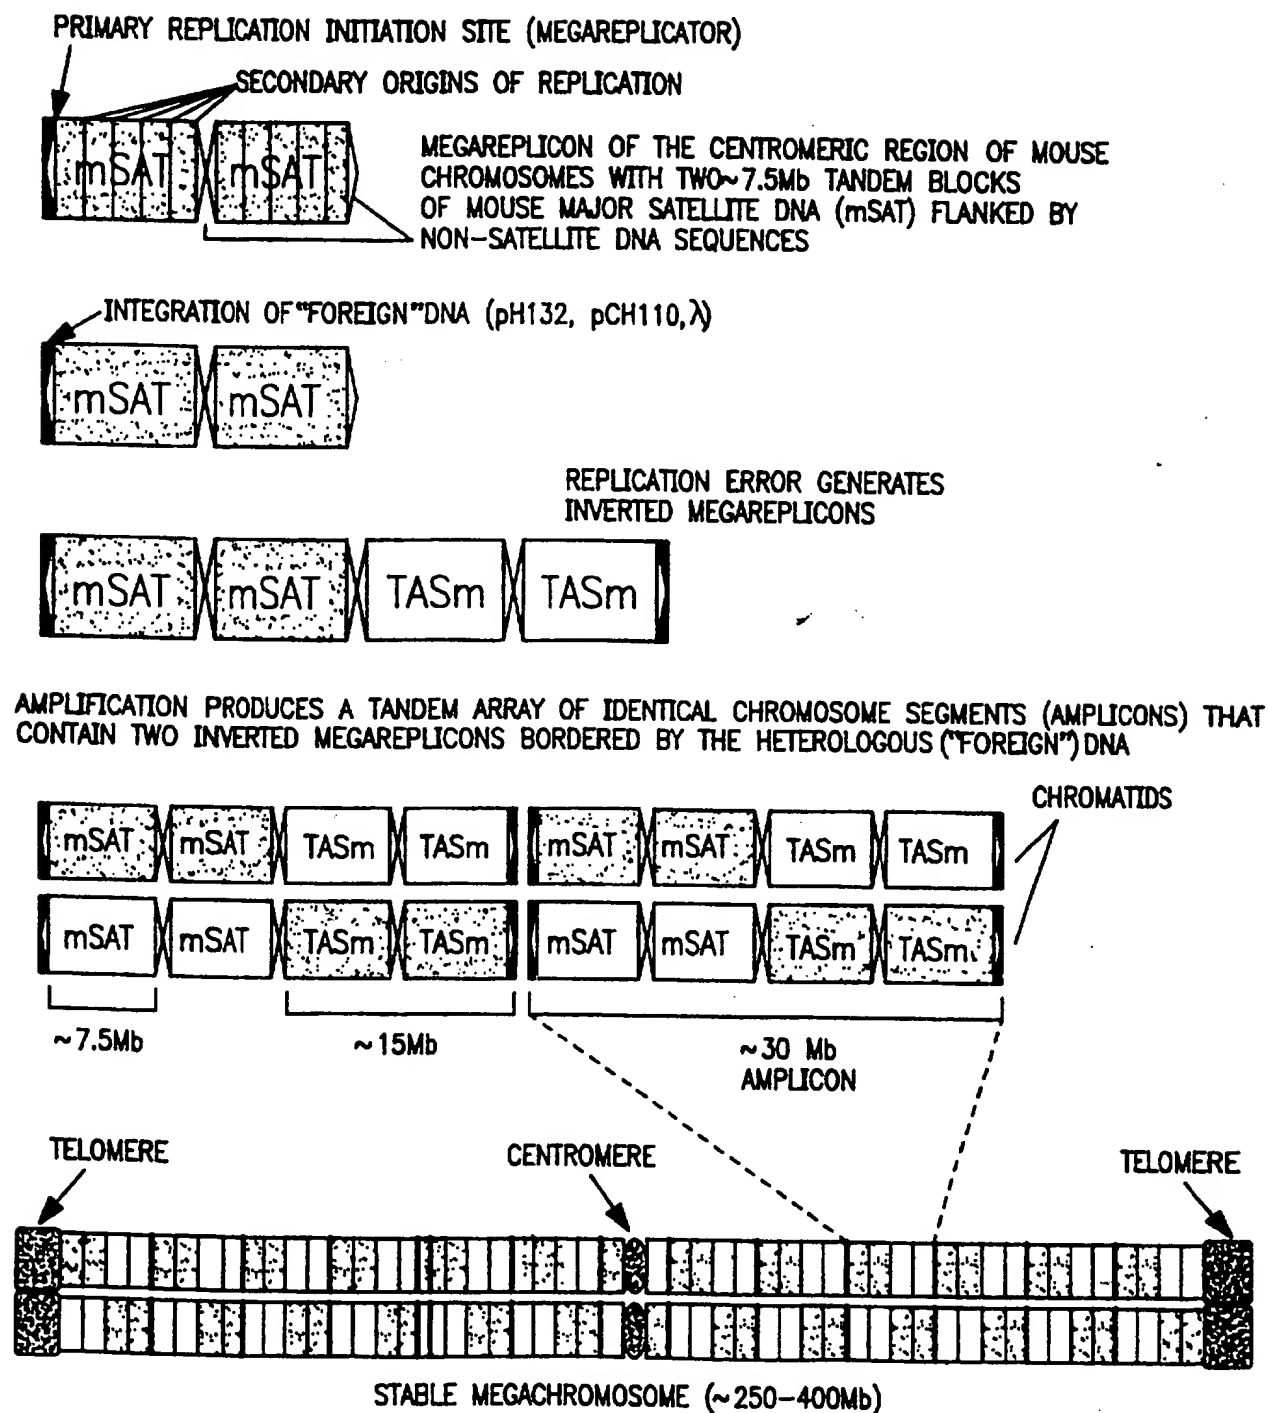 PRIMARY REPLICATION INITIATION SITE (MEGAREPLICATOR)
SECONDARY ORIGINS OF REPLICATION
mSAT mSAT
MEGAREPLICON OF THE CENTROMERIC REGION OF MOUSE
CHROMOSOMES WITH TWO~7.5Mb TANDEM BLOCKS
OF MOUSE MAJOR SATELLITE DNA (mSAT) FLANKED BY
NON-SATELLITE DNA SEQUENCES
INTEGRATION OF "FOREIGN" DNA (pH132, pCH110, λ)
mSAT mSAT
REPLICATION ERROR GENERATES
INVERTED MEGAREPLICONS
mSAT mSAT TASm TASm
AMPLIFICATION PRODUCES A TANDEM ARRAY OF IDENTICAL CHROMOSOME SEGMENTS (AMPLICONS) THAT
CONTAIN TWO INVERTED MEGAREPLICONS BORDERED BY THE HETEROLOGOUS ("FOREIGN") DNA
CHROMATIDS
mSAT mSAT TASm TASm mSAT mSAT TASm TASm
mSAT mSAT TASm TASm mSAT mSAT TASm TASm
~7.5Mb ~15Mb ~30 Mb
AMPLICON
TELOMERE CENTROMERE TELOMERE
STABLE MEGACHROMOSOME (~250-400Mb)